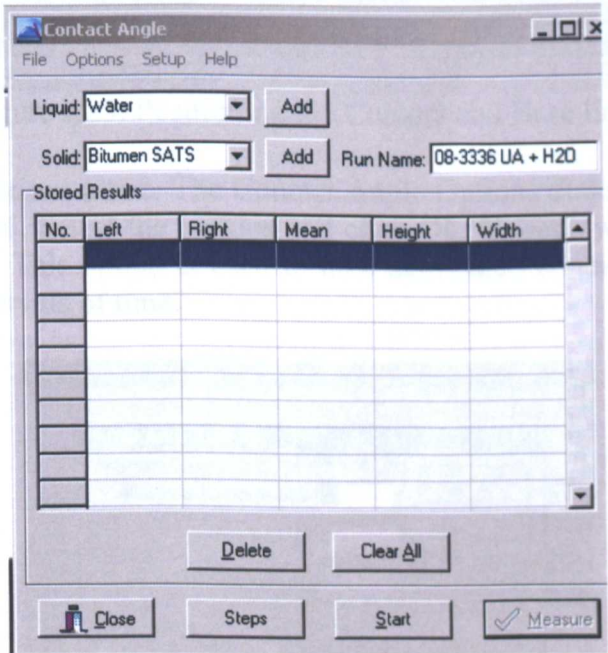 Contact Angle
File Options Setup Help
Liquid: Water Add
Solid: Bitumen SATS Add Run Name: 08-3336 UA + H2O
Stored Results
No. Left Right Mean Height Width
Delete Clear All
Close Steps Start Measure